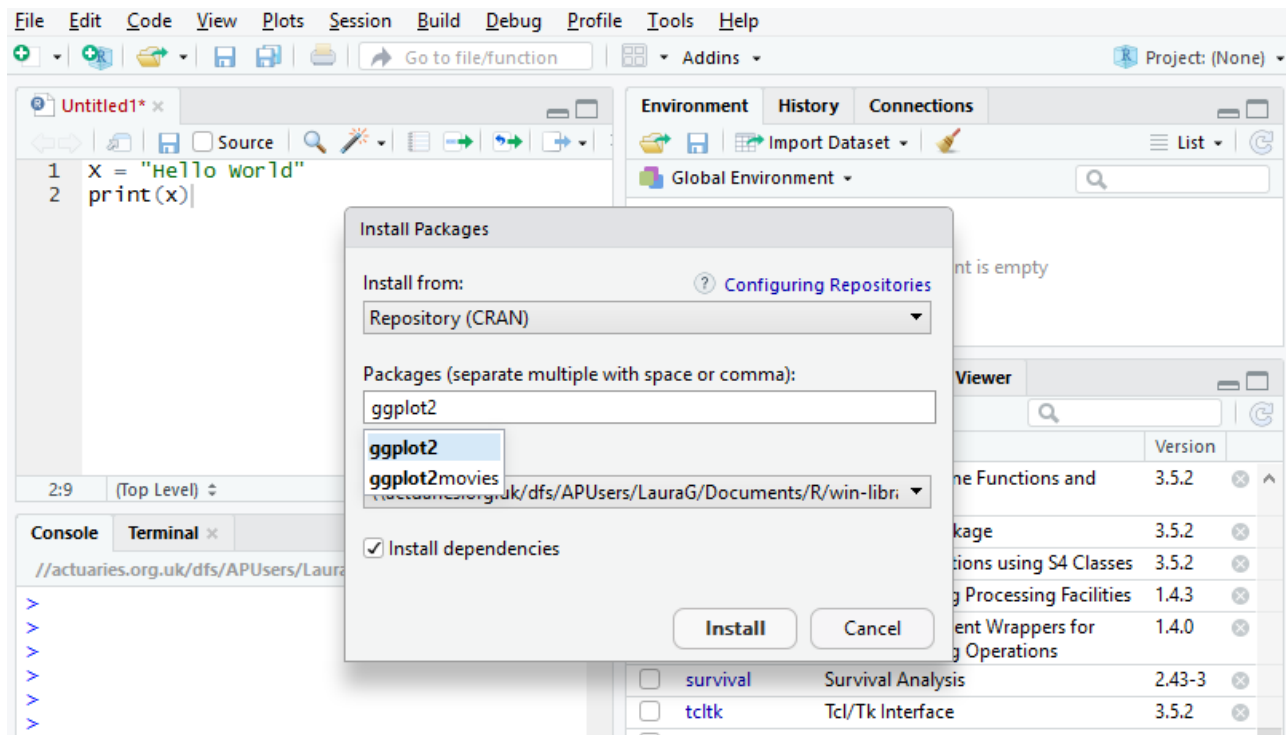 File Edit Code View Plots Session Build Debug Profile Tools Help
Go to file/function Addins Project: (None)
Untitled1*
Source
1 X = "Hello World"
2 print(x)
2:9 (Top Level)
Environment History Connections
Import Dataset List
Global Environment
nt is empty
Install Packages
Install from: ? Configuring Repositories
Repository (CRAN)
Packages (separate multiple with space or comma):
ggplot2
ggplot2
ggplot2movies
/dfs/APUsers/LauraG/Documents/R/win-libra
Install dependencies
Install Cancel
Console Terminal
//actuaries.org.uk/dfs/APUsers/Laura
>
>
>
>
>
>
Viewer
Version
ne Functions and 3.5.2
kage 3.5.2
tions using S4 Classes 3.5.2
g Processing Facilities 1.4.3
ent Wrappers for 1.4.0
g Operations
survival Survival Analysis 2.43-3
tcltk Tcl/Tk Interface 3.5.2